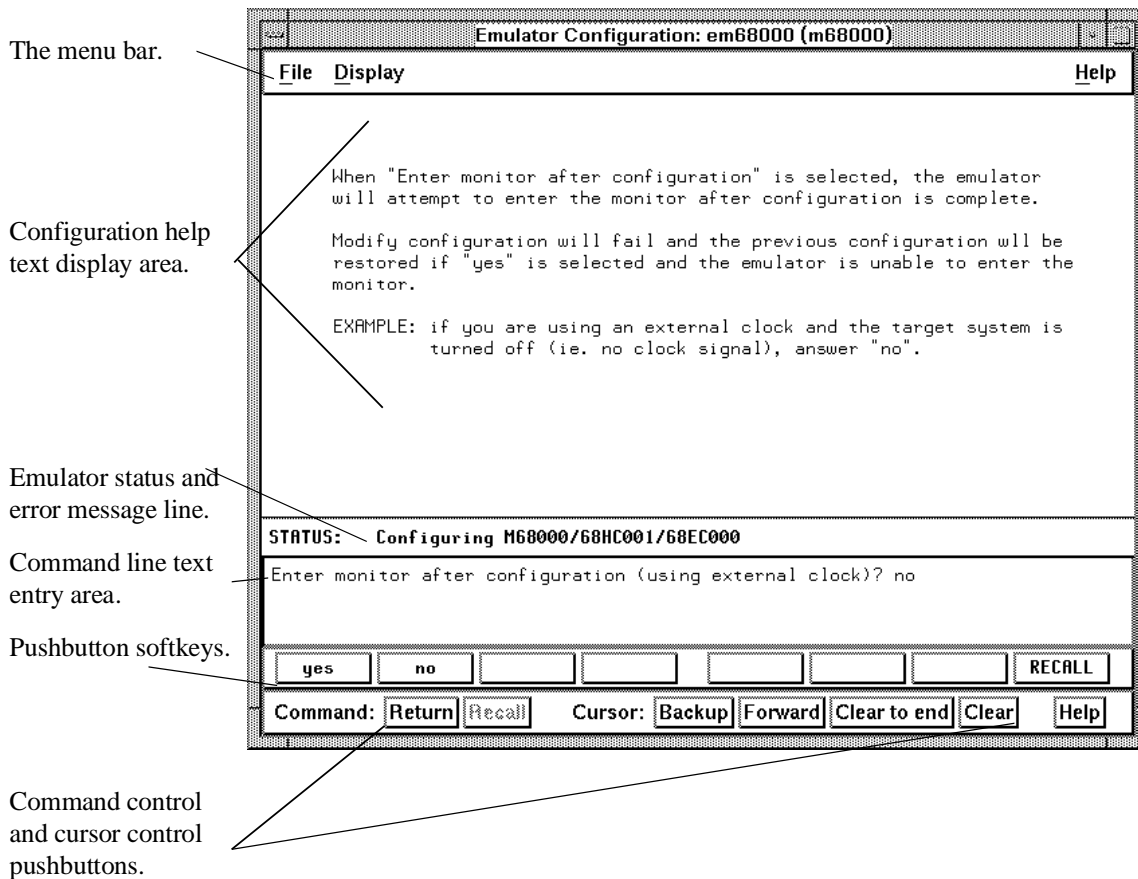 Emulator Configuration: em68000 (m68000)
The menu bar.
File Display Help
When "Enter monitor after configuration" is selected, the emulator
will attempt to enter the monitor after configuration is complete.
Configuration help
text display area.
Modify configuration will fail and the previous configuration wll be
restored if "yes" is selected and the emulator is unable to enter the
monitor.
EXAMPLE: if you are using an external clock and the target system is
turned off (ie. no clock signal), answer "no".
Emulator status and
error message line.
STATUS: Configuring M68000/68HC001/68EC000
Command line text
entry area.
Enter monitor after configuration (using external clock)? no
Pushbutton softkeys.
yes no RECALL
Command: Return Recall Cursor: Backup Forward Clear to end Clear Help
Command control
and cursor control
pushbuttons.